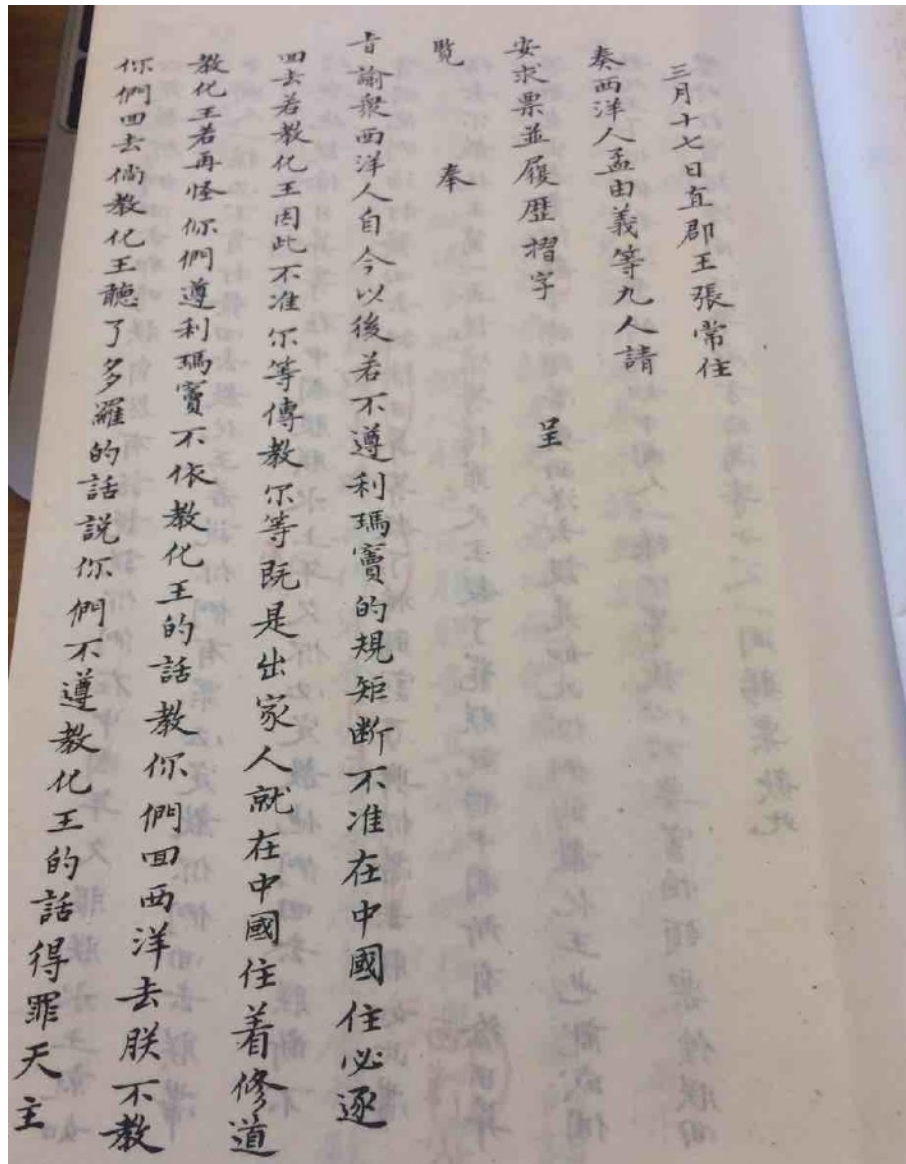 三月十七日直郡王張常住
奏西洋人孟由義等九人請
安求票並履歷摺字 呈
覽 奉
旨諭衆西洋人自今以後若不遵利瑪竇的規矩斷不准在中國住必逐
回去若教化王因此不准尔等傳教尔等既是出家人就在中國住着修道
教化王若再怪你們遵利瑪竇不依教化王的話教你們回西洋去朕不教
你們回去倘教化王聽了多羅的話說你們不遵教化王的話得罪天主